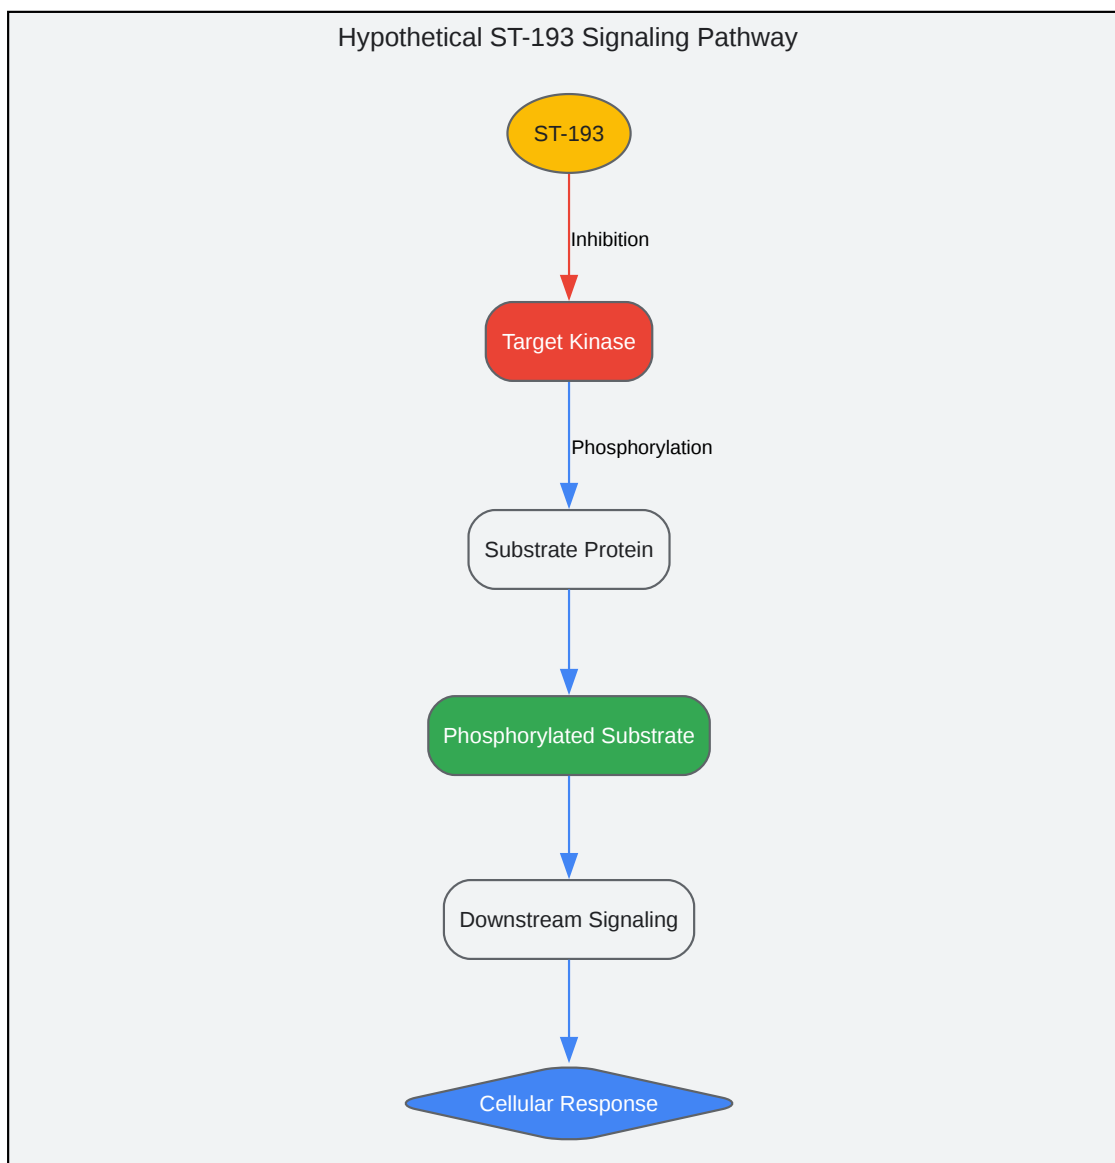 Hypothetical ST-193 Signaling Pathway
ST-193
Inhibition
Target Kinase
Phosphorylation
Substrate Protein
Phosphorylated Substrate
Downstream Signaling
Cellular Response